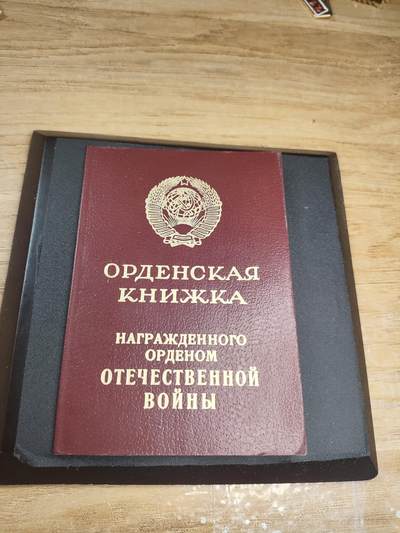 ОРДЕНСКАЯ
КНИЖКА
НАГРАЖДЕННОГО
ОРДЕНОМ
ОТЕЧЕСТВЕННОЙ
ВОЙНЫ